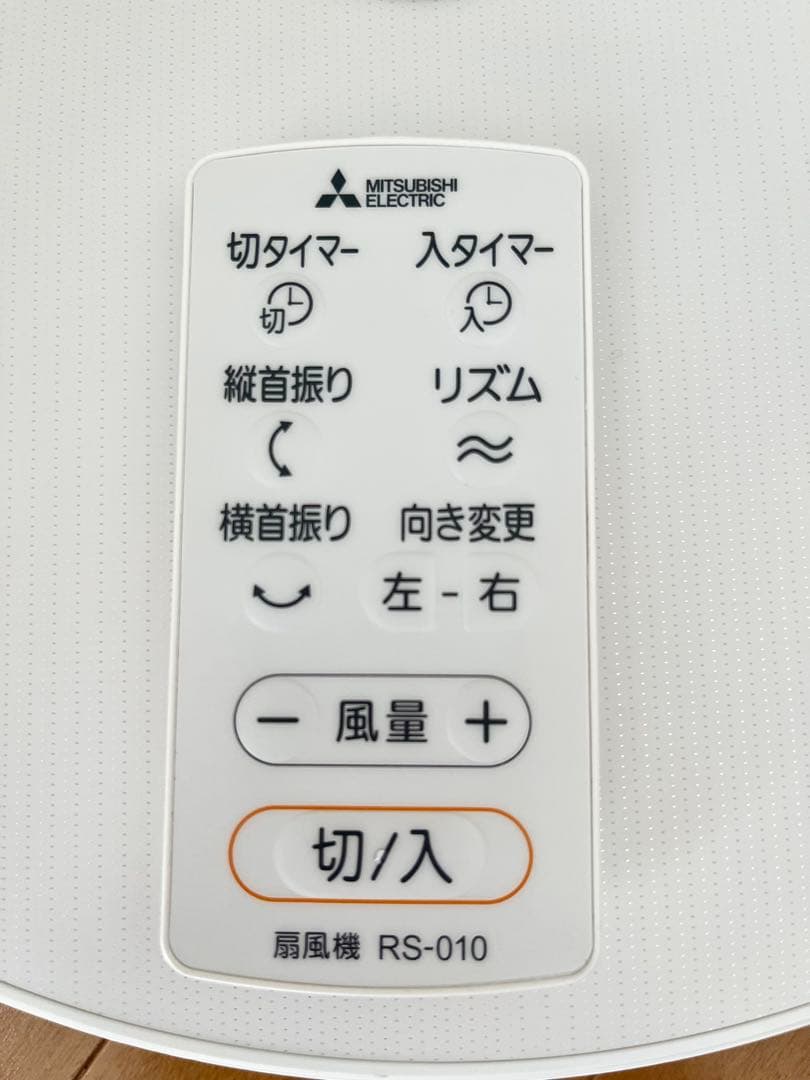 MITSUBISHI
ELECTRIC
切タイマー 入タイマー
切 入
縦首振り リズム
横首振り 向き変更
左 - 右
− 風量 +
切/入
扇風機 RS-010